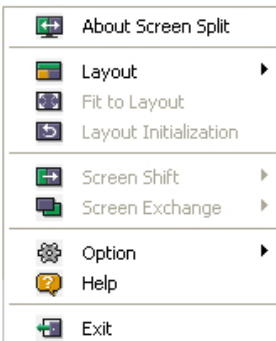 About Screen Split
Layout
Fit to Layout
Layout Initialization
Screen Shift
Screen Exchange
Option
Help
Exit